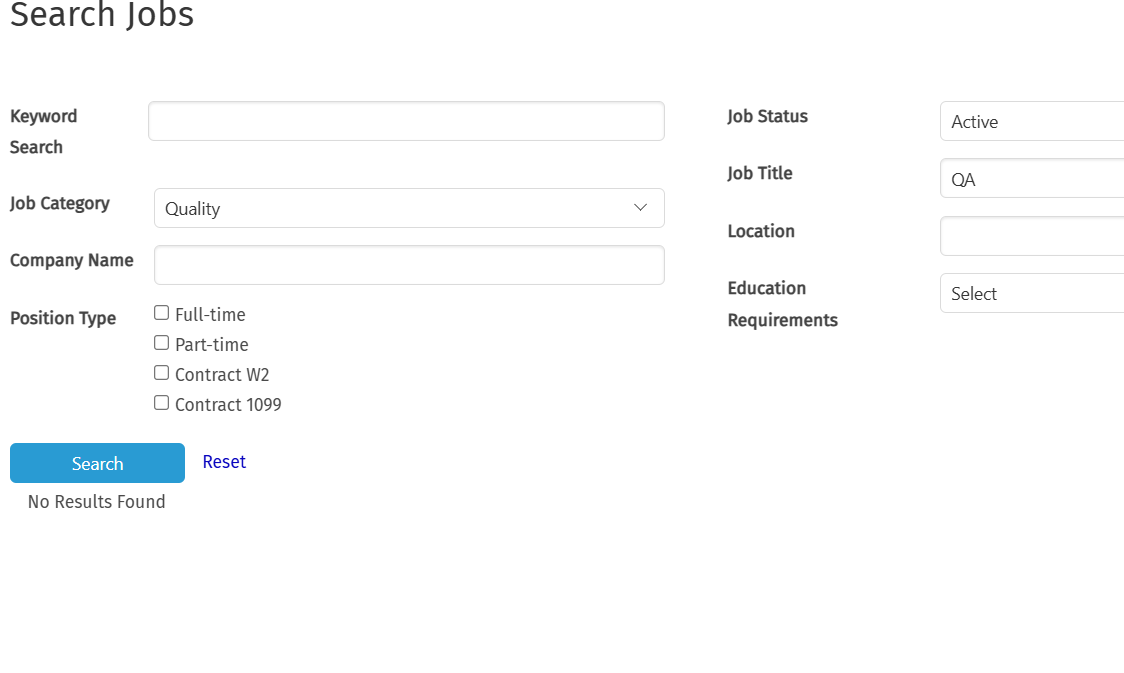 Search Jobs
Keyword
Search
Job Category
Quality
Company Name
Position Type
Full-time
Part-time
Contract W2
Contract 1099
Job Status
Active
Job Title
QA
Location
Education
Requirements
Select
Search
Reset
No Results Found